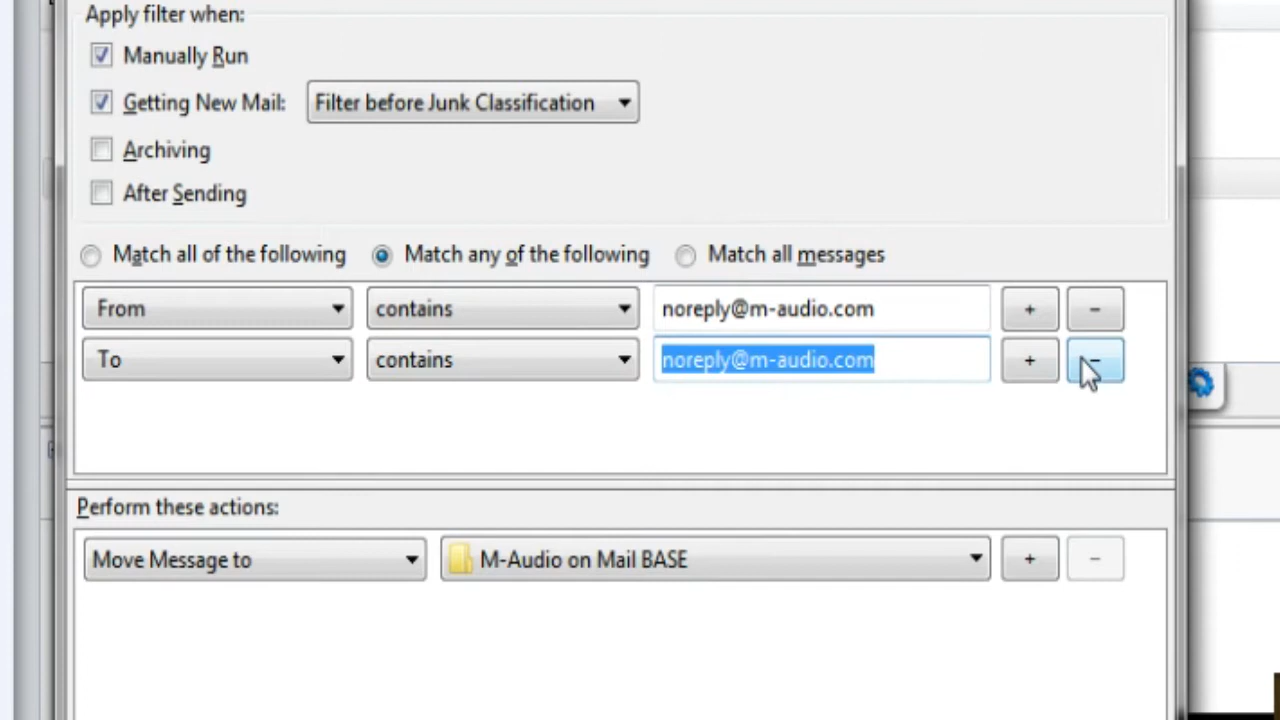 Apply filter when:
Manually Run
Getting New Mail: Filter before Junk Classification
Archiving
After Sending
Match all of the following Match any of the following Match all messages
From contains noreply@m-audio.com + −
To contains noreply@m-audio.com + −
Perform these actions:
Move Message to M-Audio on Mail BASE + −